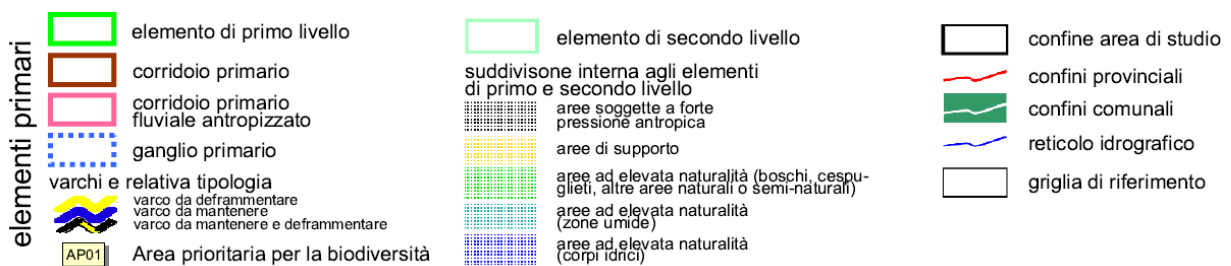 elementi primari
elemento di primo livello
corridoio primario
corridoio primario
fluviale antropizzato
ganglio primario
varchi e relativa tipologia
varco da deframmentare
varco da mantenere
varco da mantenere e deframmentare
AP01 Area prioritaria per la biodiversità
elemento di secondo livello
suddivisone interna agli elementi
di primo e secondo livello
aree soggette a forte
pressione antropica
aree di supporto
aree ad elevata naturalità (boschi, cespu-
glieti, altre aree naturali o semi-naturali)
aree ad elevata naturalità
(zone umide)
aree ad elevata naturalità
(corpi idrici)
confine area di studio
confini provinciali
confini comunali
reticolo idrografico
griglia di riferimento